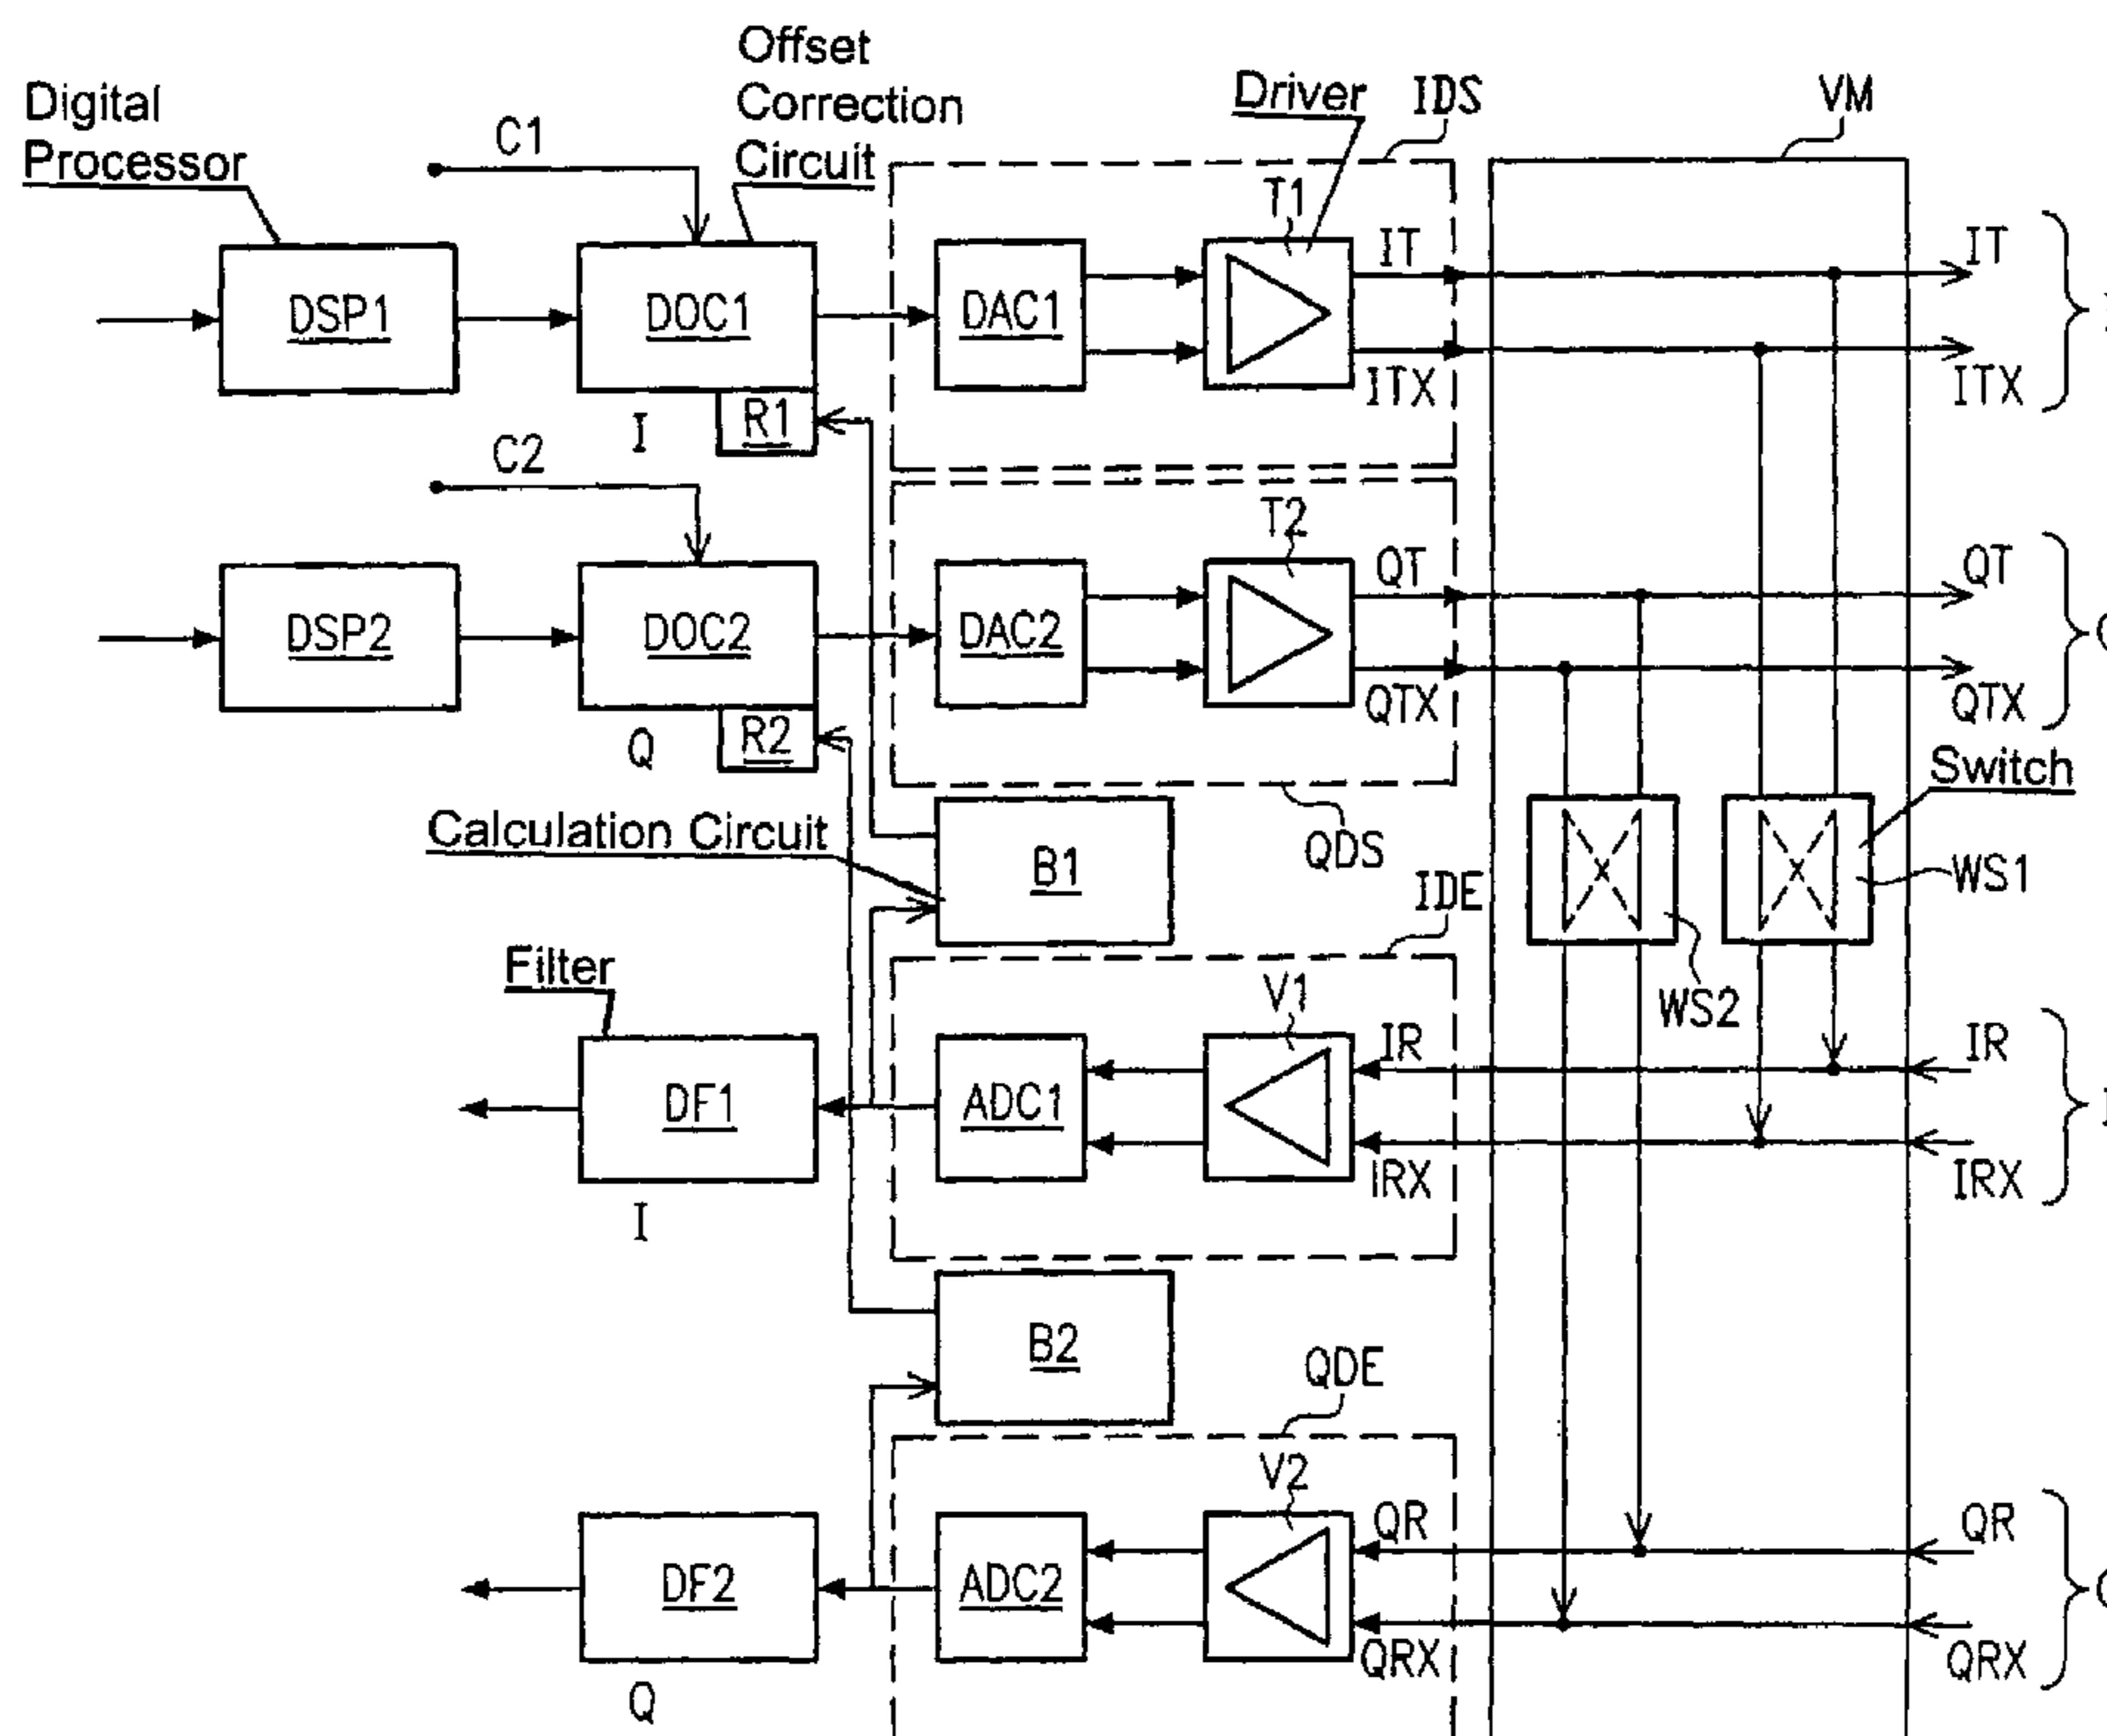 Offset
Correction
Circuit
Digital
Processor
C1
Driver
IDS
VM
T1
DSP1
DOC1
DAC1
IT
ITX
IT
ITX
R1
I
C2
T2
DSP2
DOC2
DAC2
QT
QTX
QT
QTX
R2
Q
Switch
Calculation Circuit
QDS
B1
IDE
WS1
WS2
Filter
V1
DF1
ADC1
IR
IRX
IR
IRX
I
B2
QDE
V2
DF2
ADC2
QR
QRX
QR
QRX
Q